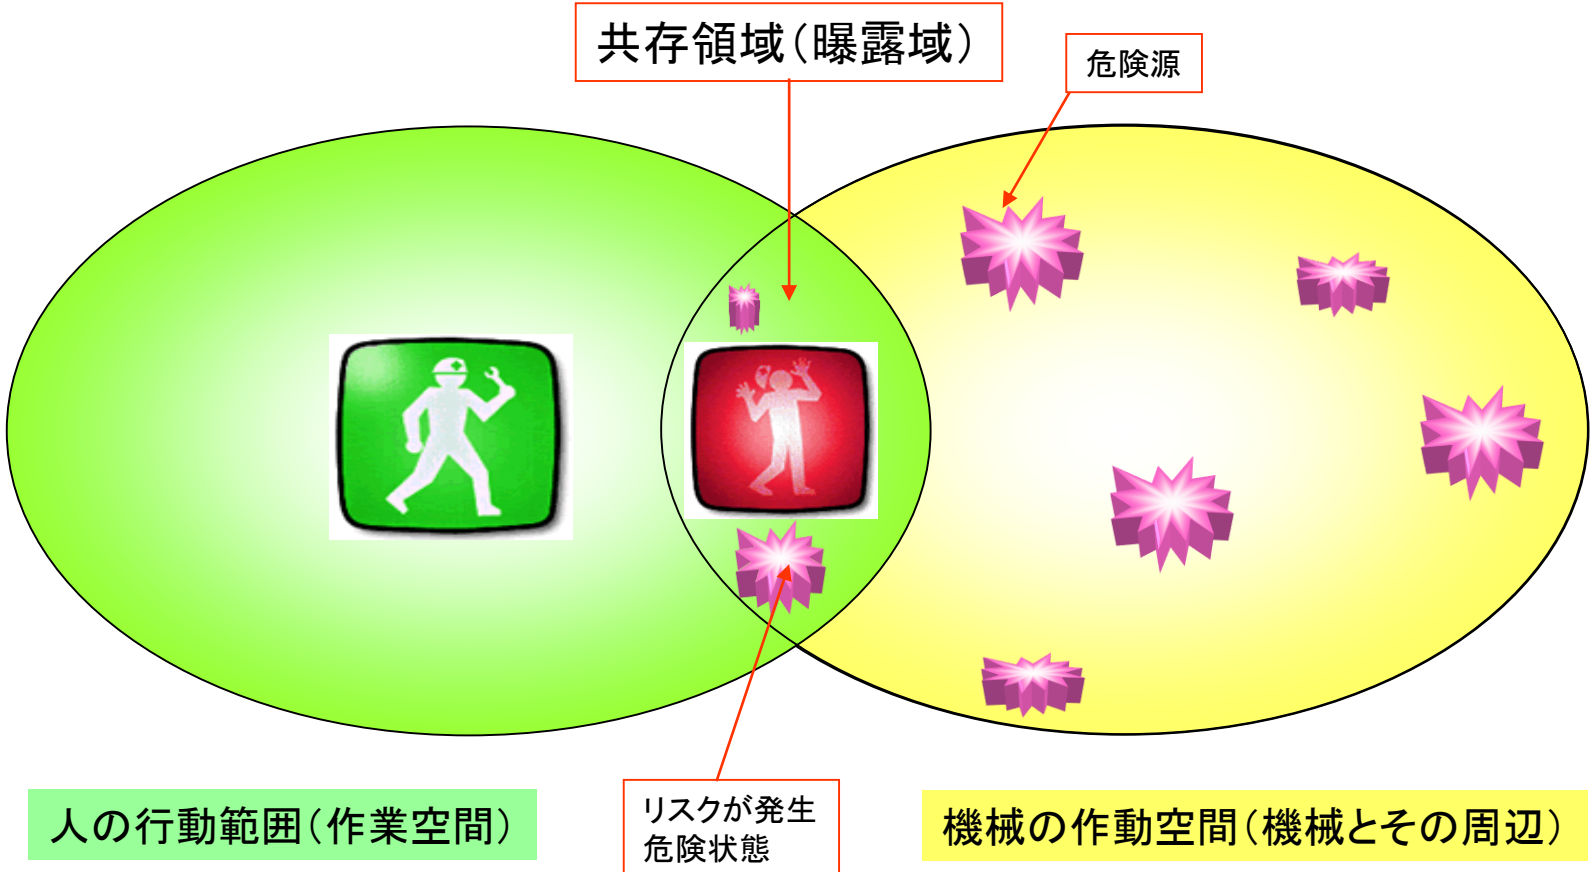 共存領域（曝露域）
危険源
リスクが発生
危険状態
人の行動範囲（作業空間）
機械の作動空間（機械とその周辺）